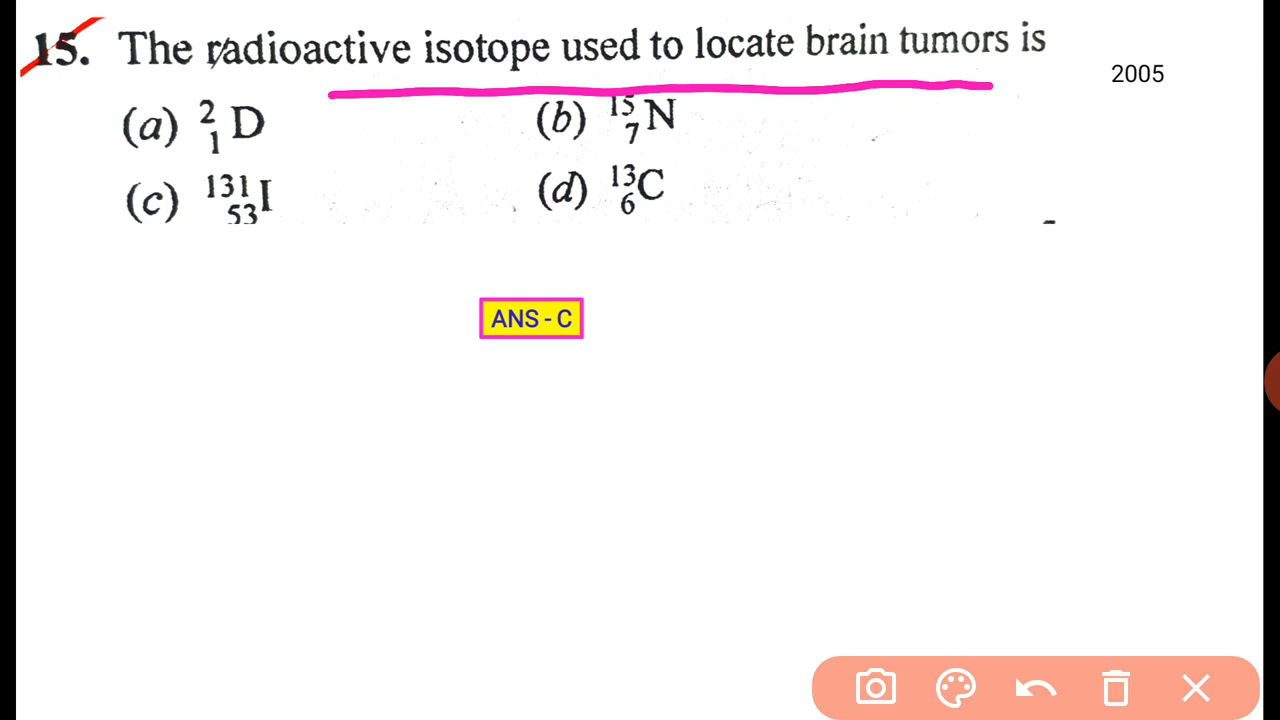 15. The radioactive isotope used to locate brain tumors is
2005
(a) ²₁D (b) ¹⁵₇N
(c) ¹³¹₅₃I (d) ¹³₆C
ANS - C